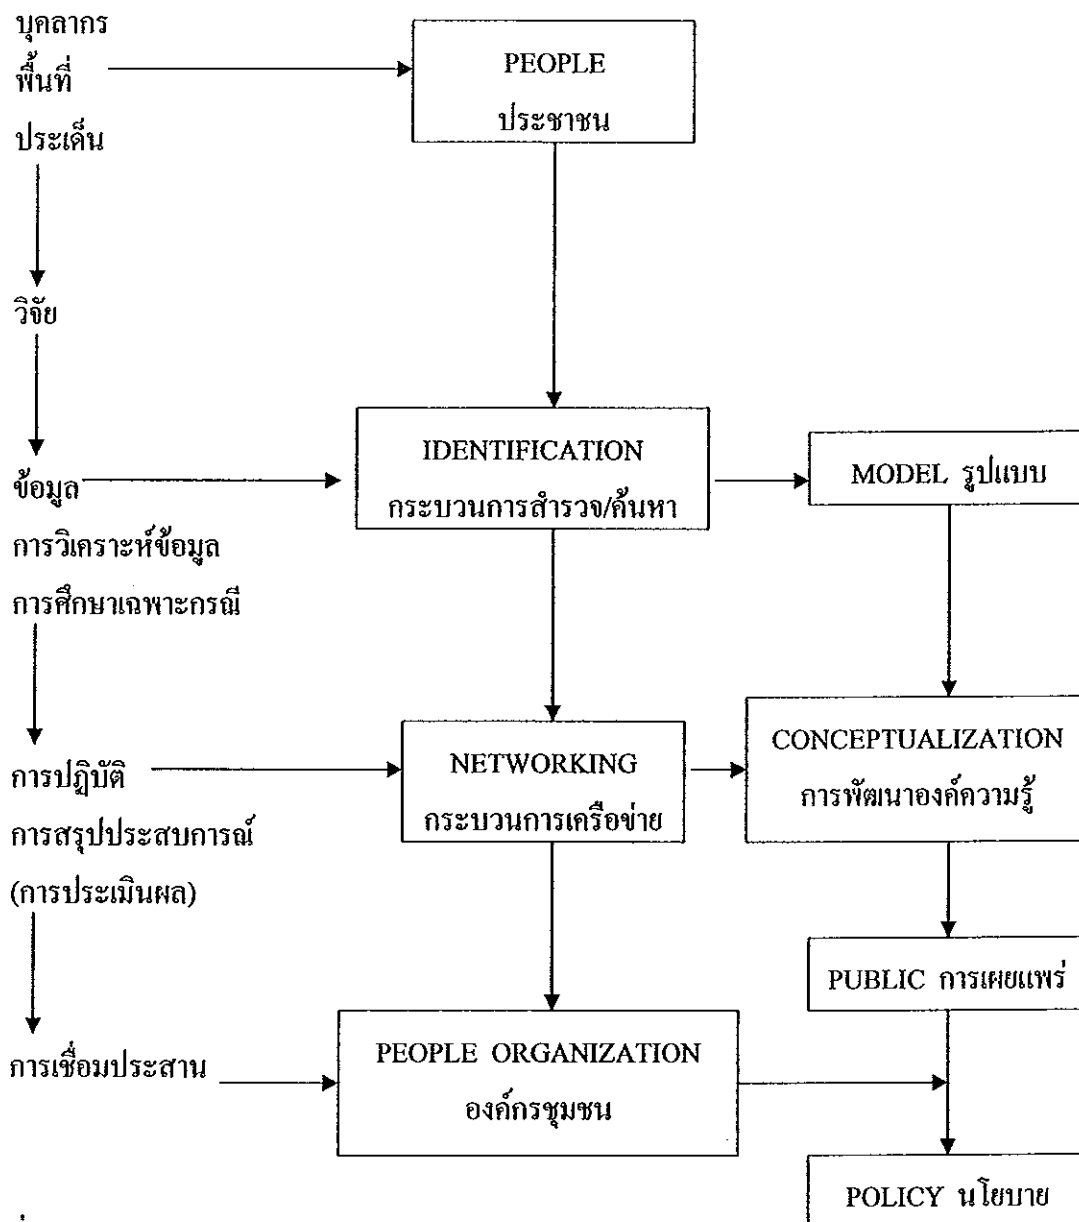 บุคลากร
พื้นที่
ประเด็น
PEOPLE
ประชาชน
วิจัย
ข้อมูล
การวิเคราะห์ข้อมูล
การศึกษาเฉพาะกรณี
IDENTIFICATION
กระบวนการสำรวจ/ค้นหา
MODEL รูปแบบ
การปฏิบัติ
การสรุปประสบการณ์
(การประเมินผล)
NETWORKING
กระบวนการเครือข่าย
CONCEPTUALIZATION
การพัฒนาองค์ความรู้
PUBLIC การเผยแพร่
การเชื่อมประสาน
PEOPLE ORGANIZATION
องค์กรชุมชน
POLICY นโยบาย